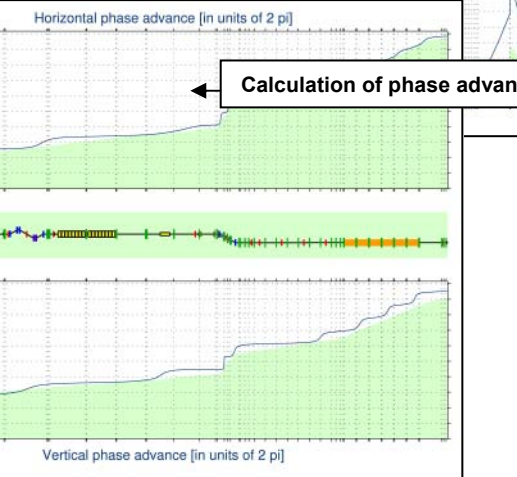 Horizontal phase advance [in units of 2 pi]
Calculation of phase advan
Vertical phase advance [in units of 2 pi]